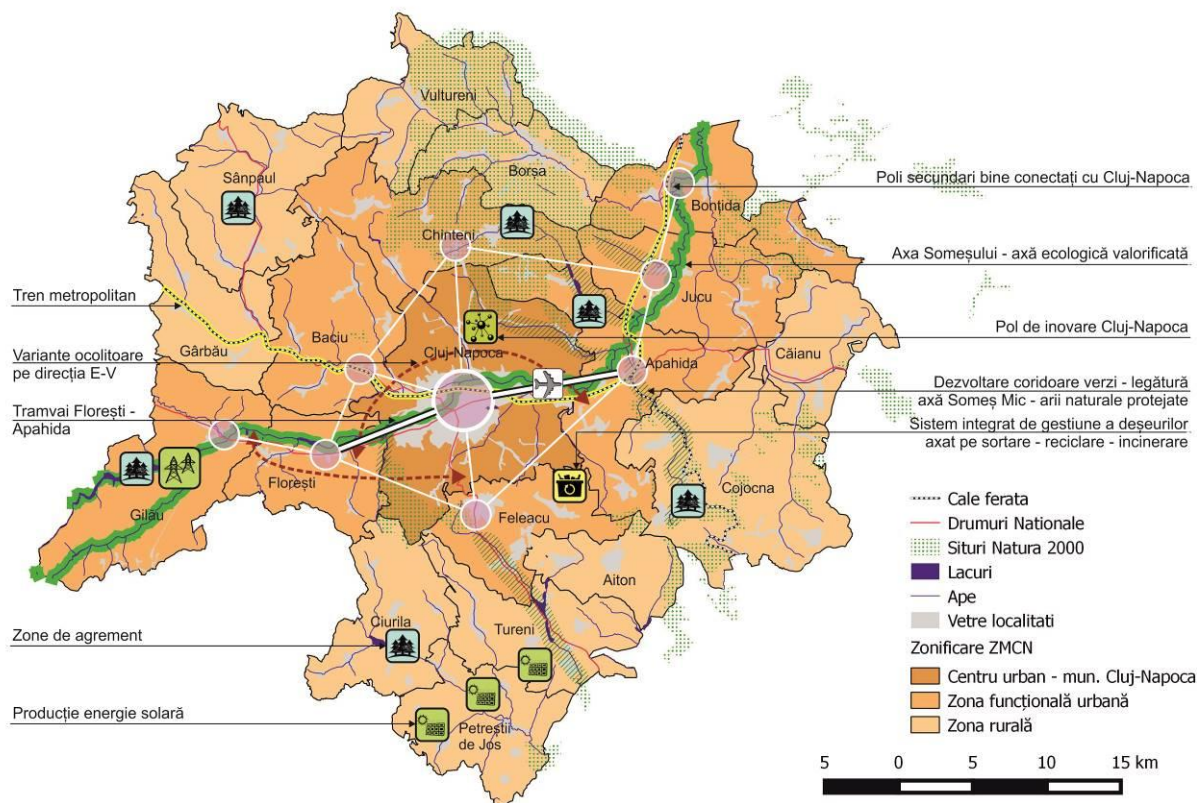 Vultureni
Borșa
Sânpaul
Bonțida
Chinteni
Jucu
Gârbău
Baciu
Cluj-Napoca
Apahida
Căianu
Florești
Gilău
Feleacu
Cojocna
Aiton
Ciurila
Tureni
Petreștii
de Jos
Tren metropolitan
Variante ocolitoare
pe direcția E-V
Tramvai Florești -
Apahida
Zone de agrement
Producție energie solară
Poli secundari bine conectați cu Cluj-Napoca
Axa Someșului - axă ecologică valorificată
Pol de inovare Cluj-Napoca
Dezvoltare coridoare verzi - legătură
axă Someș Mic - arii naturale protejate
Sistem integrat de gestiune a deșeurilor
axat pe sortare - reciclare - incinerare
Cale ferata
Drumuri Nationale
Situri Natura 2000
Lacuri
Ape
Vetre localitati
Zonificare ZMCN
Centru urban - mun. Cluj-Napoca
Zona funcțională urbană
Zona rurală
5 0 5 10 15 km